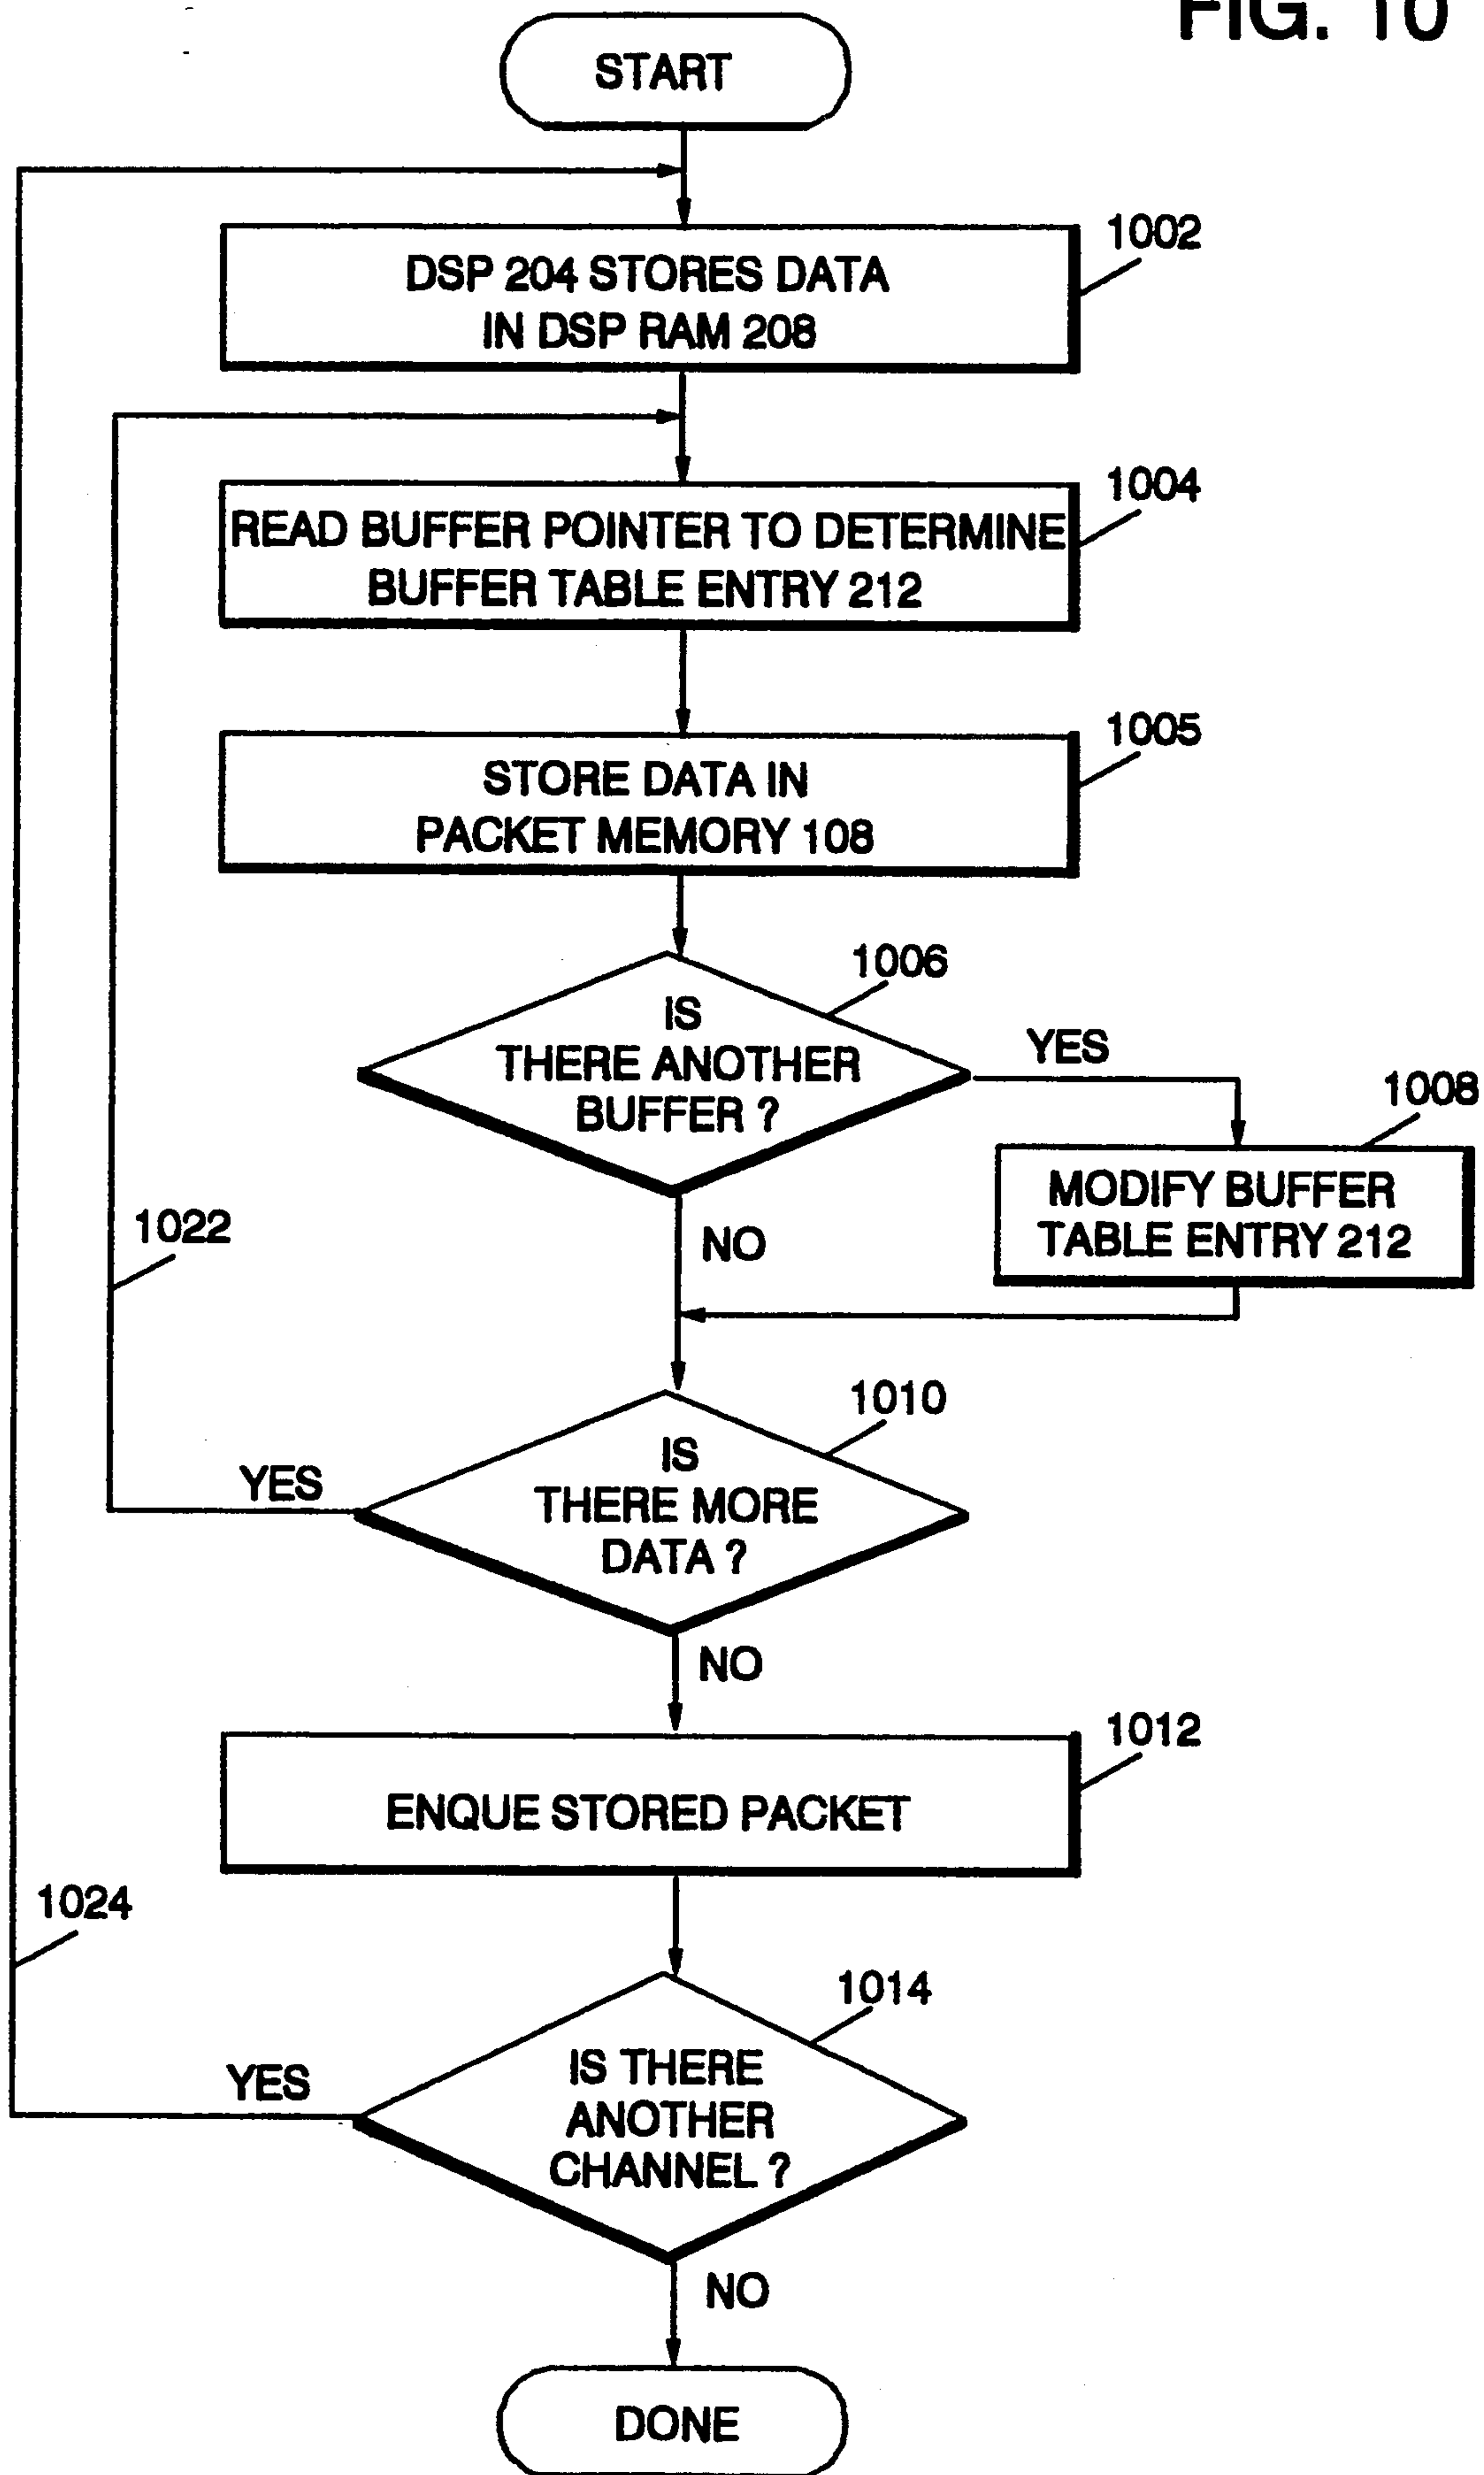 FIG. 10
START
1002
DSP 204 STORES DATA
IN DSP RAM 208
1004
READ BUFFER POINTER TO DETERMINE
BUFFER TABLE ENTRY 212
1005
STORE DATA IN
PACKET MEMORY 108
1006
IS
THERE ANOTHER
BUFFER ?
YES
1008
MODIFY BUFFER
TABLE ENTRY 212
NO
1022
1010
IS
THERE MORE
DATA ?
YES
NO
1012
ENQUE STORED PACKET
1024
1014
IS THERE
ANOTHER
CHANNEL ?
YES
NO
DONE